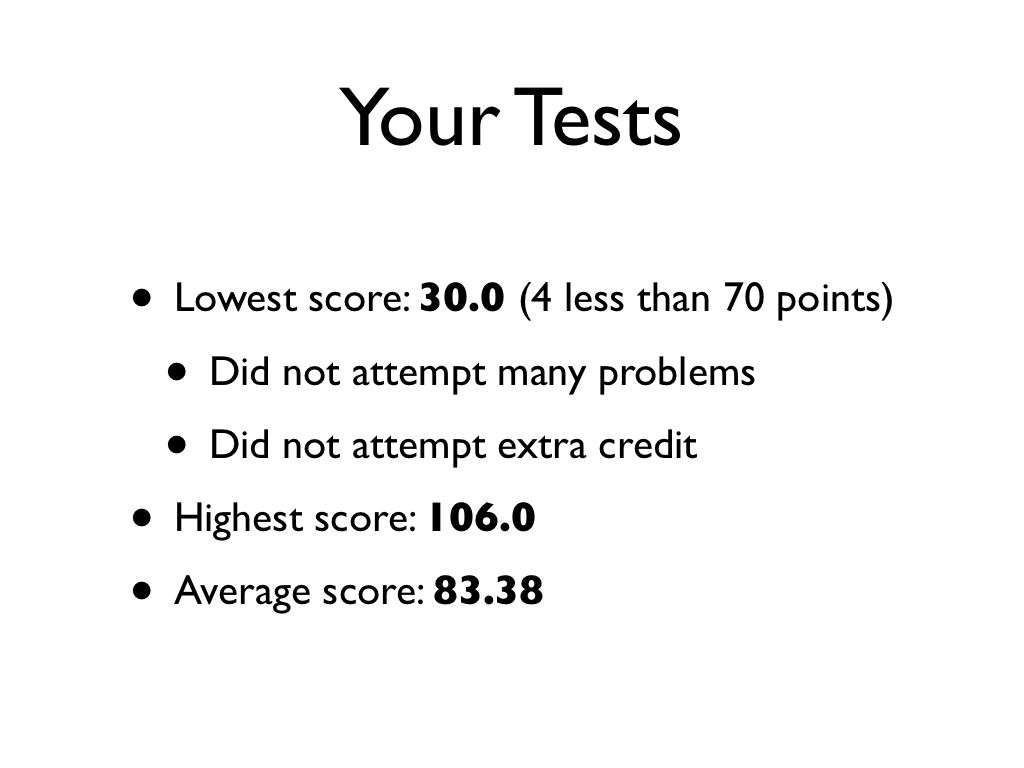 Your Tests
• Lowest score: 30.0 (4 less than 70 points)
• Did not attempt many problems
• Did not attempt extra credit
• Highest score: 106.0
• Average score: 83.38